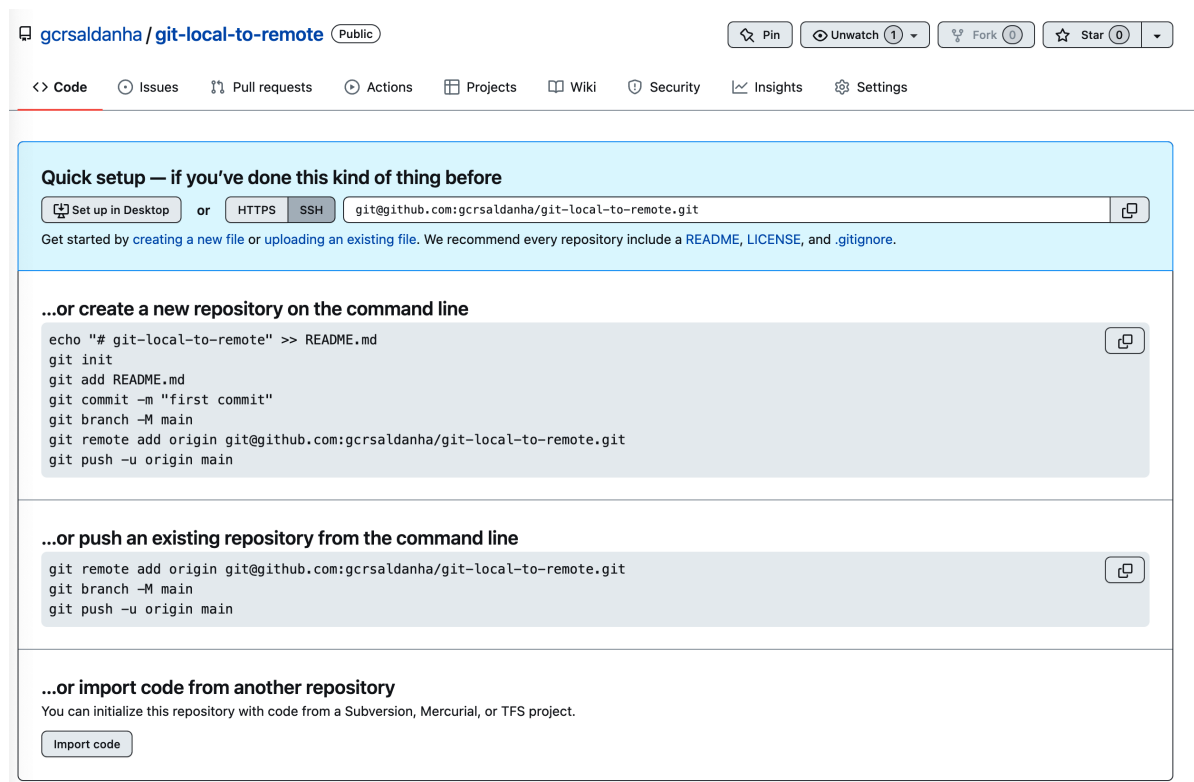 gcrsaldanha / git-local-to-remote Public
Pin Unwatch 1 Fork 0 Star 0
Code Issues Pull requests Actions Projects Wiki Security Insights Settings
Quick setup — if you’ve done this kind of thing before
Set up in Desktop or HTTPS SSH git@github.com:gcrsaldanha/git-local-to-remote.git
Get started by creating a new file or uploading an existing file. We recommend every repository include a README, LICENSE, and .gitignore.
...or create a new repository on the command line
echo "# git-local-to-remote" >> README.md
git init
git add README.md
git commit -m "first commit"
git branch -M main
git remote add origin git@github.com:gcrsaldanha/git-local-to-remote.git
git push -u origin main
...or push an existing repository from the command line
git remote add origin git@github.com:gcrsaldanha/git-local-to-remote.git
git branch -M main
git push -u origin main
...or import code from another repository
You can initialize this repository with code from a Subversion, Mercurial, or TFS project.
Import code